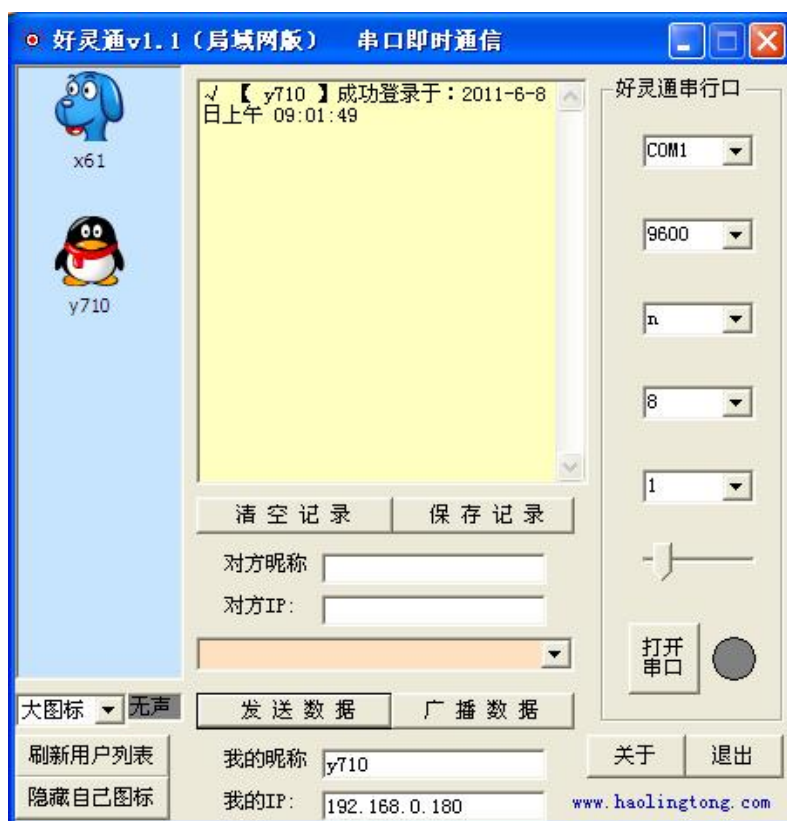 好灵通v1.1（局域网版） 串口即时通信
x61
y710
√ 【 y710 】成功登录于：2011-6-8
日上午 09:01:49
清空记录
保存记录
对方昵称
对方IP:
发送数据
广播数据
大图标
无声
刷新用户列表
隐藏自己图标
我的昵称
y710
我的IP:
192.168.0.180
好灵通串行口
COM1
9600
n
8
1
打开
串口
关于
退出
www.haolingtong.com